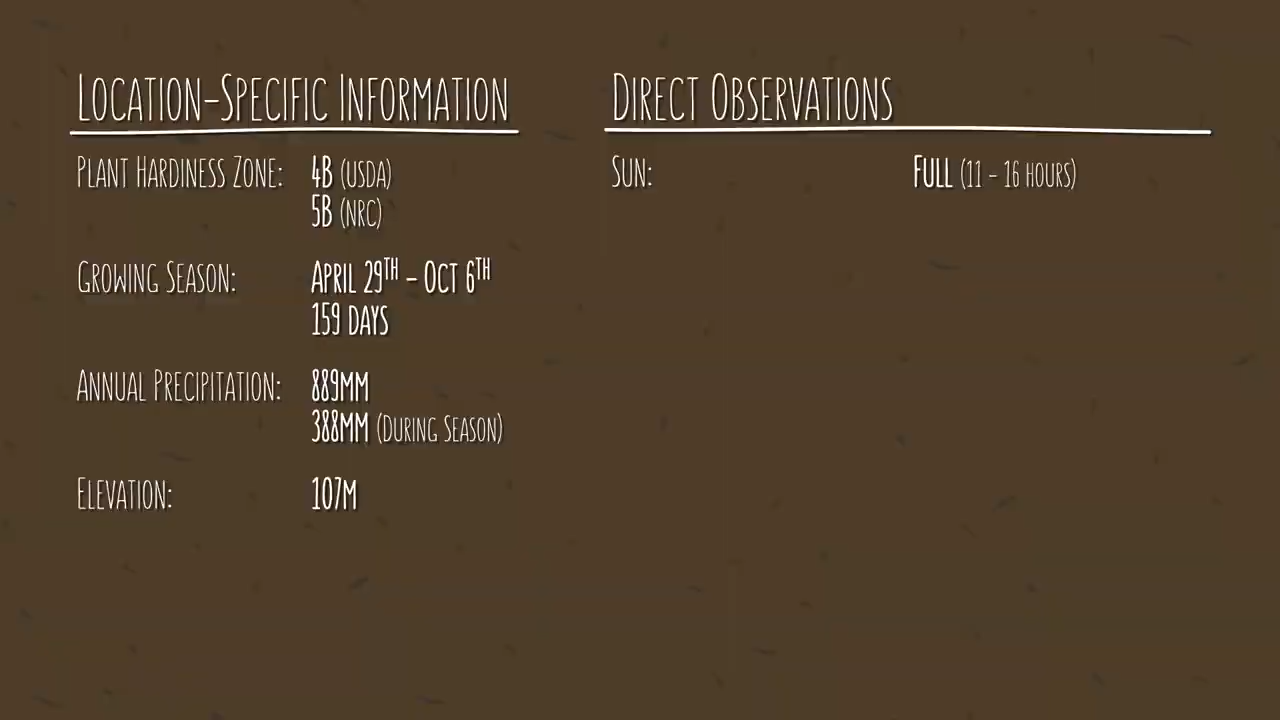 Location-Specific Information
Plant Hardiness Zone: 4B (USDA)
5B (NRC)
Growing Season: April 29th – Oct 6th
159 days
Annual Precipitation: 889mm
388mm (During Season)
Elevation: 107m
Direct Observations
Sun: Full (11 – 16 hours)